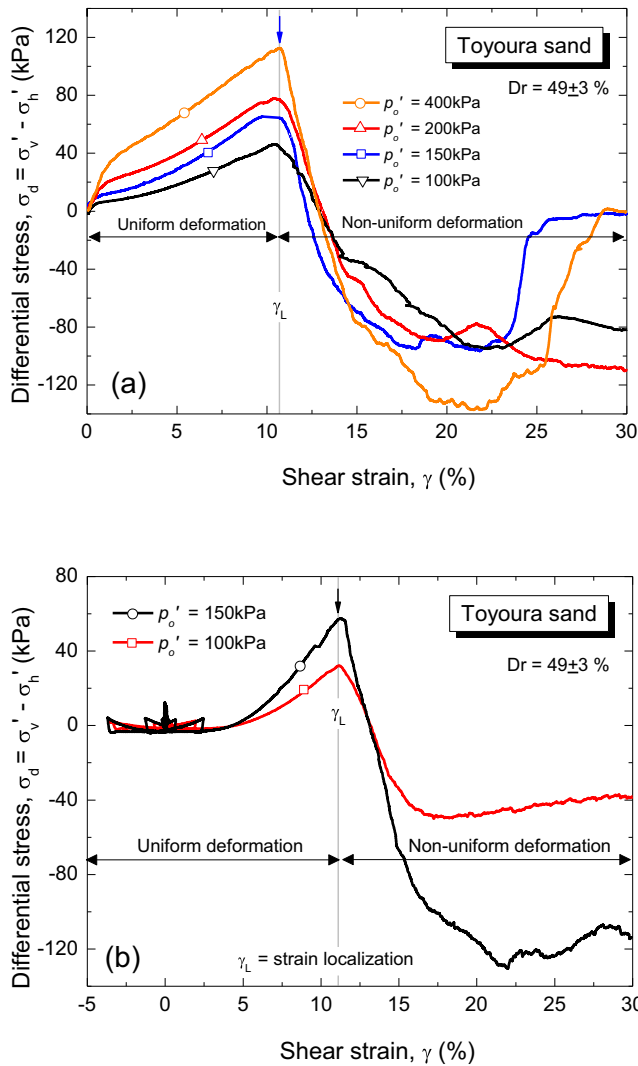 Differential stress, σd = σv' - σh' (kPa)
120
80
40
0
-40
-80
-120
Toyoura sand
Dr = 49±3 %
po' = 400kPa
po' = 200kPa
po' = 150kPa
po' = 100kPa
Uniform deformation
Non-uniform deformation
γL
(a)
0 5 10 15 20 25 30
Shear strain, γ (%)
Differential stress, σd = σv' - σh' (kPa)
80
40
0
-40
-80
-120
po' = 150kPa
po' = 100kPa
Toyoura sand
Dr = 49±3 %
γL
Uniform deformation
Non-uniform deformation
(b)
γL = strain localization
-5 0 5 10 15 20 25 30
Shear strain, γ (%)